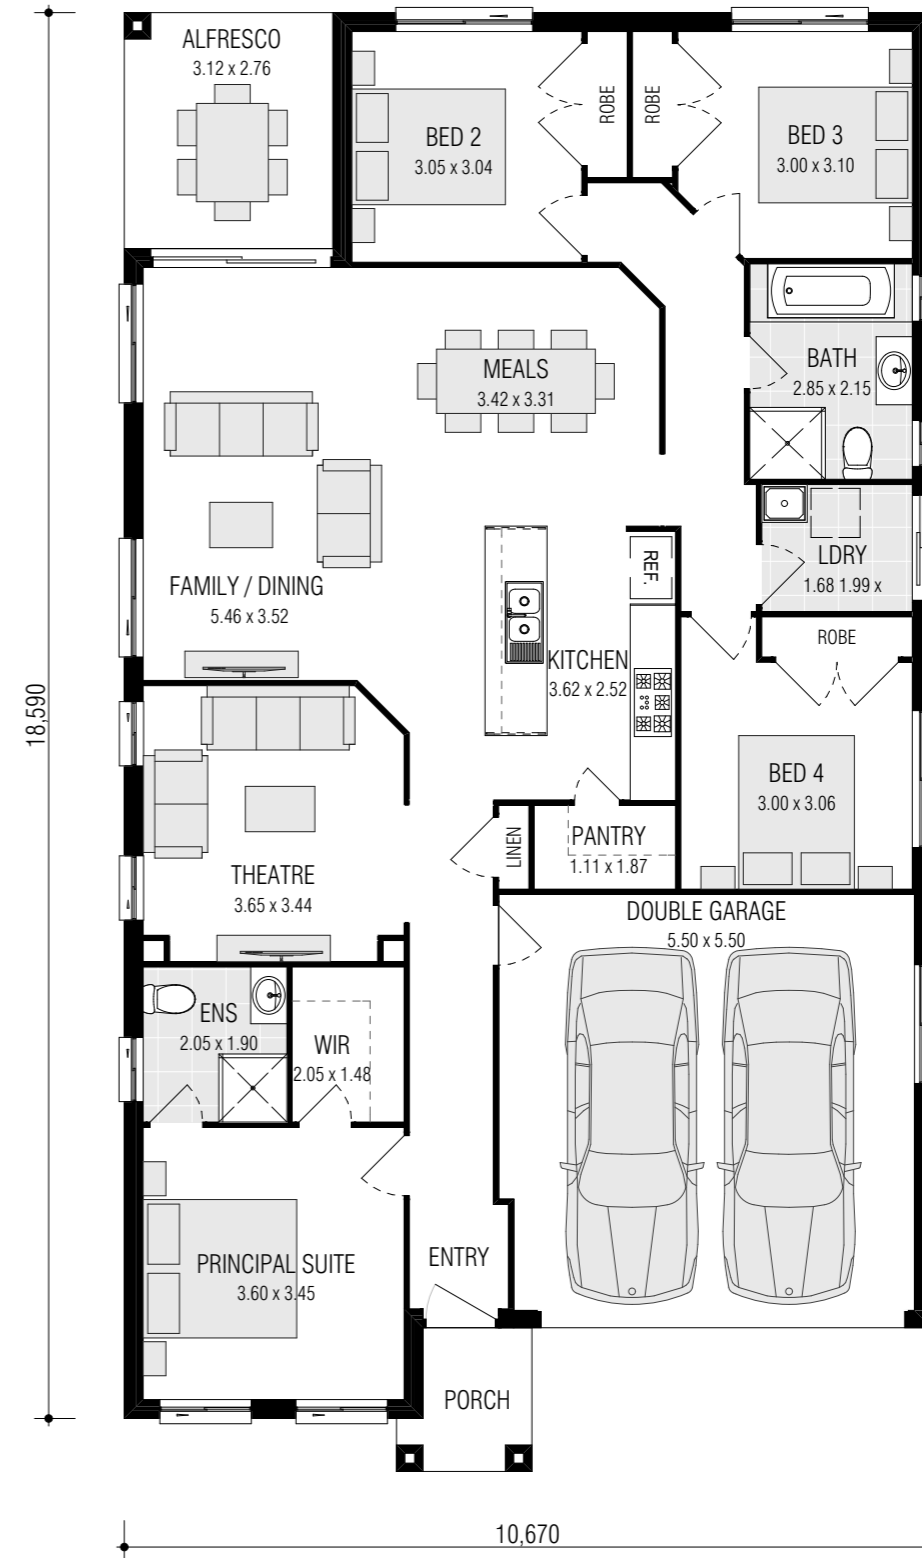 ALFRESCO
3.12 x 2.76
BED 2
3.05 x 3.04
ROBE
ROBE
BED 3
3.00 x 3.10
MEALS
3.42 x 3.31
BATH
2.85 x 2.15
FAMILY / DINING
5.46 x 3.52
REF.
LDRY
1.68 1.99 x
KITCHEN
3.62 x 2.52
ROBE
18,590
BED 4
3.00 x 3.06
THEATRE
3.65 x 3.44
LINEN
PANTRY
1.11 x 1.87
DOUBLE GARAGE
5.50 x 5.50
ENS
2.05 x 1.90
WIR
2.05 x 1.48
PRINCIPAL SUITE
3.60 x 3.45
ENTRY
PORCH
10,670